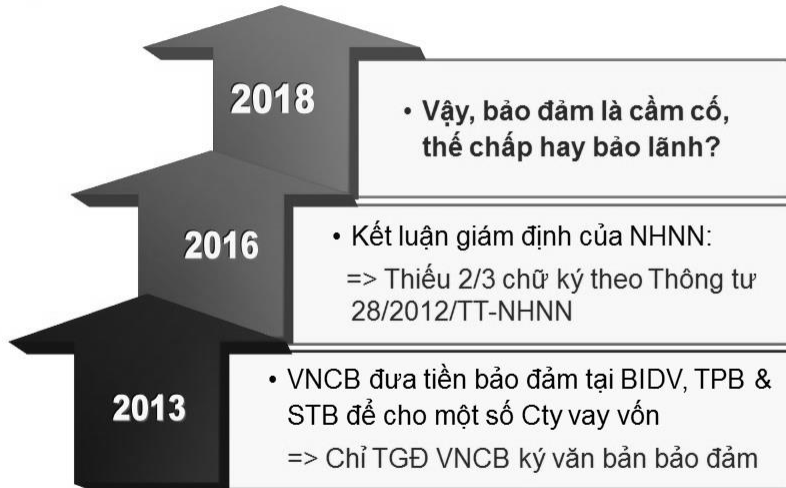 2018
• Vậy, bảo đảm là cầm cố,
thế chấp hay bảo lãnh?
2016
• Kết luận giám định của NHNN:
=> Thiếu 2/3 chữ ký theo Thông tư
28/2012/TT-NHNN
2013
• VNCB đưa tiền bảo đảm tại BIDV, TPB &
STB để cho một số Cty vay vốn
=> Chỉ TGĐ VNCB ký văn bản bảo đảm